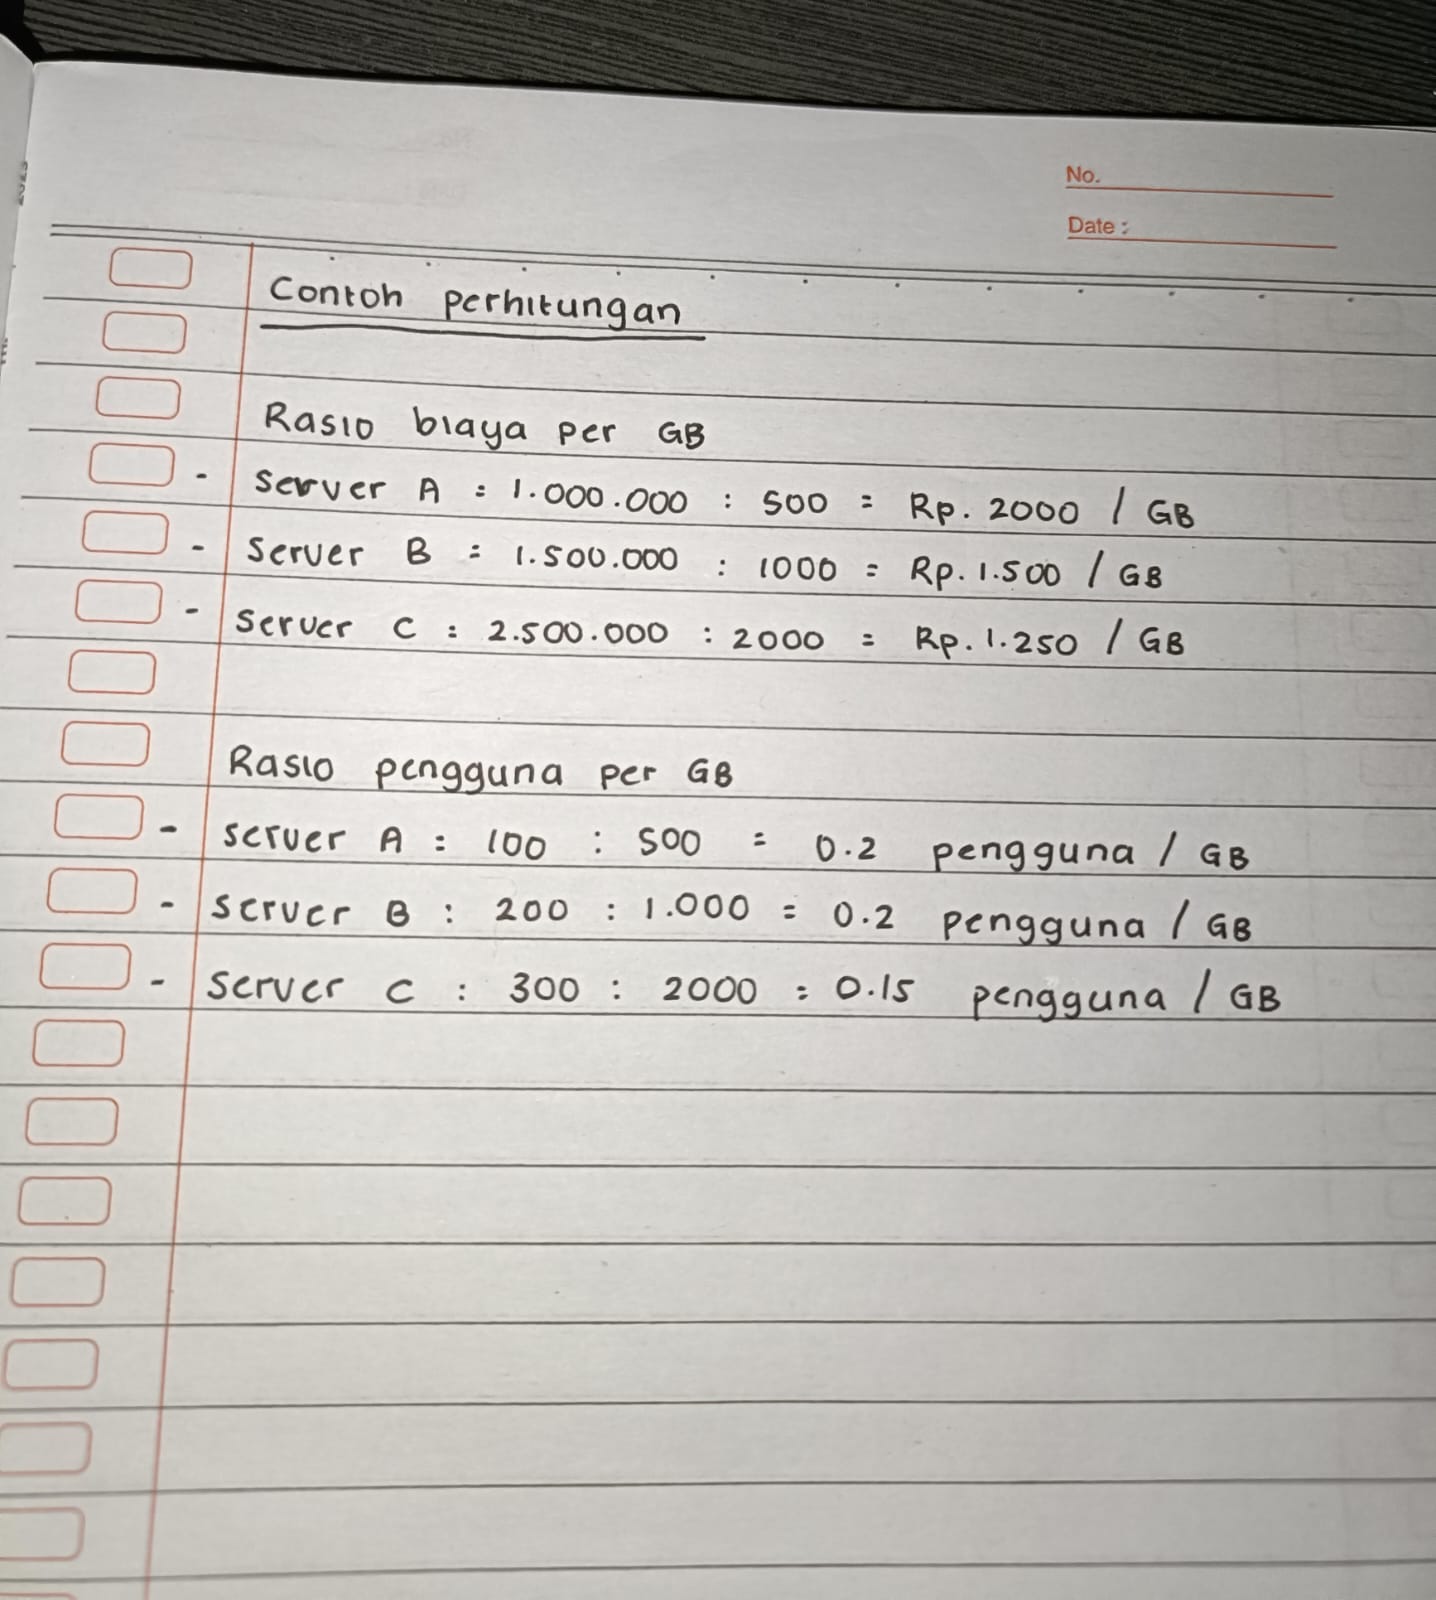 No.
Date :
Contoh perhitungan
Rasio biaya per GB
- Server A = 1.000.000 : 500 = Rp. 2000 / GB
- Server B = 1.500.000 : 1000 = Rp. 1.500 / GB
- Server C = 2.500.000 : 2000 = Rp. 1.250 / GB
Rasio pengguna per GB
- Server A = 100 : 500 = 0.2 pengguna / GB
- Server B : 200 : 1.000 = 0.2 pengguna / GB
- Server C : 300 : 2000 = 0.15 pengguna / GB